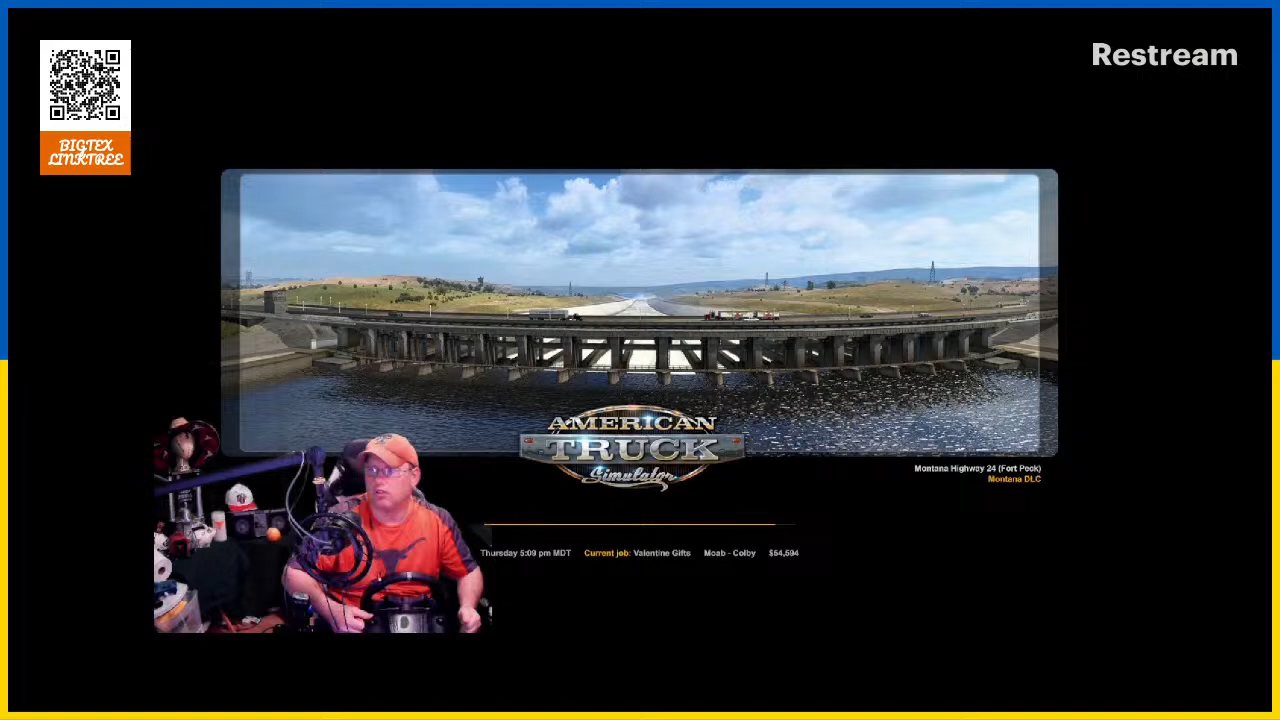 Restream
BIGTEX
LINKTREE
AMERICAN
TRUCK
Simulator
Montana Highway 24 (Fort Peck)
Montana DLC
Thursday 5:09 pm MDT Current job: Valentine Gifts Moab - Colby $54,594